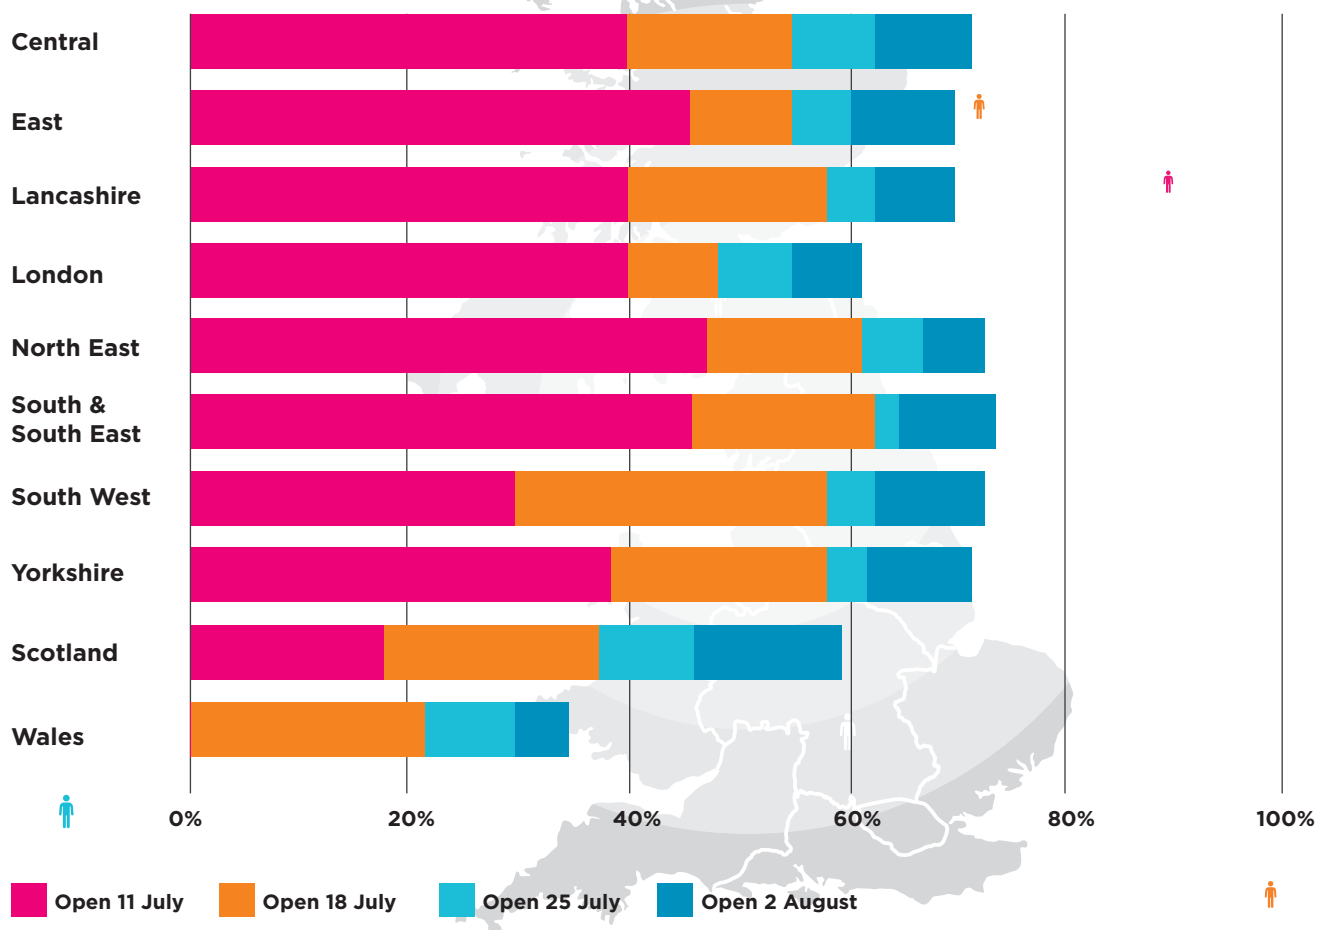 Central
East
Lancashire
London
North East
South &
South East
South West
Yorkshire
Scotland
Wales
0% 20% 40% 60% 80% 100%
Open 11 July Open 18 July Open 25 July Open 2 August